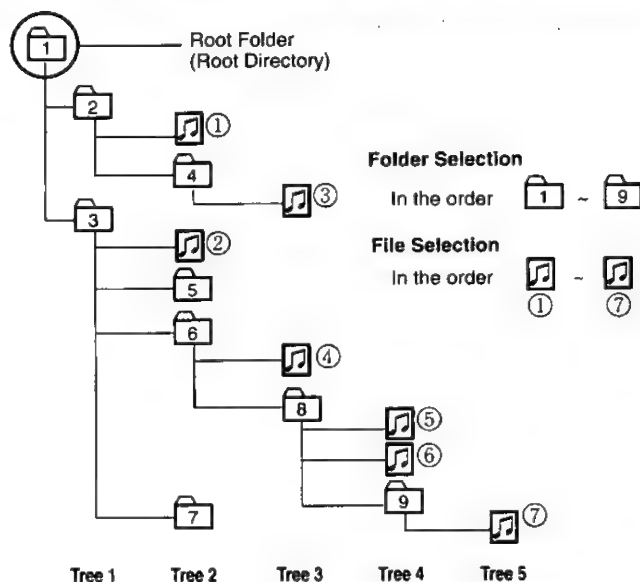 1
Root Folder
(Root Directory)
2
①
4
Folder Selection
③
In the order 1 ~ 9
3
②
File Selection
5
In the order ~
① ⑦
6
④
8
⑤
⑥
9
7
⑦
Tree 1 Tree 2 Tree 3 Tree 4 Tree 5